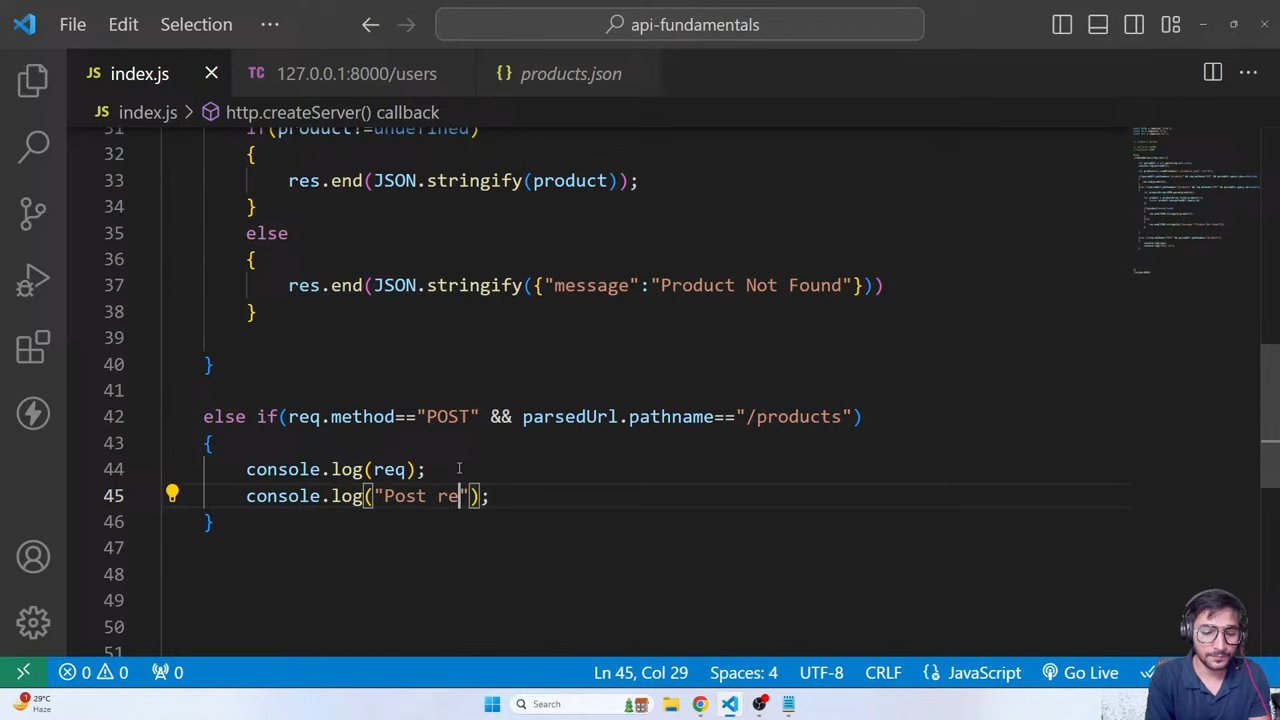 File Edit Selection ··· api-fundamentals
JS index.js TC 127.0.0.1:8000/users {} products.json
JS index.js > http.createServer() callback
31 if(product!=undefined)
32 {
33 res.end(JSON.stringify(product));
34 }
35 else
36 {
37 res.end(JSON.stringify({"message":"Product Not Found"}))
38 }
39
40 }
41
42 else if(req.method=="POST" && parsedUrl.pathname=="/products")
43 {
44 console.log(req);
45 console.log("Post re");
46 }
47
48
49
50
51
0 0 0 Ln 45, Col 29 Spaces: 4 UTF-8 CRLF {} JavaScript Go Live
29°C
Haze
Search